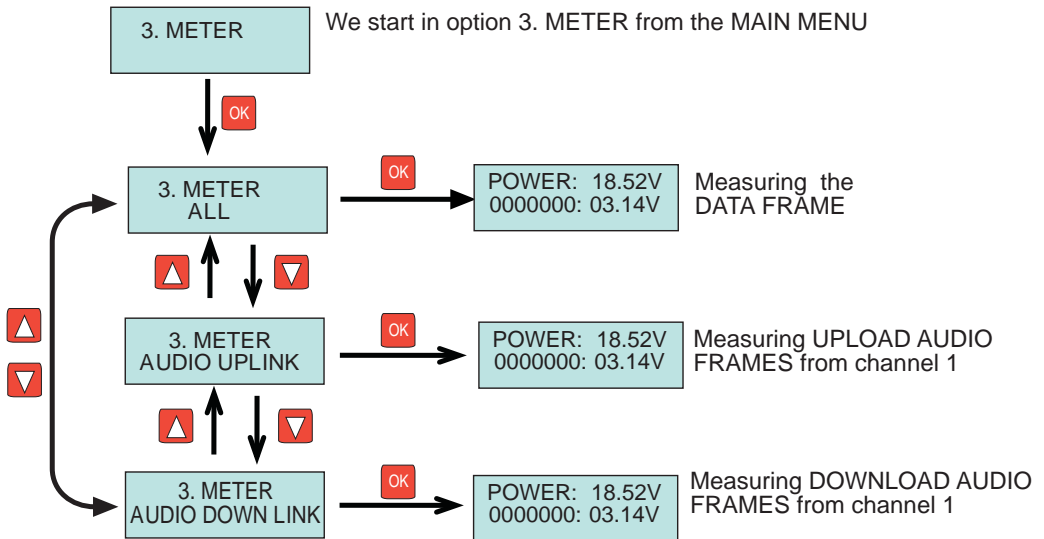 3. METER
We start in option 3. METER from the MAIN MENU
OK
3. METER
ALL
OK
POWER: 18.52V
0000000: 03.14V
Measuring the
DATA FRAME
3. METER
AUDIO UPLINK
OK
POWER: 18.52V
0000000: 03.14V
Measuring UPLOAD AUDIO
FRAMES from channel 1
3. METER
AUDIO DOWN LINK
OK
POWER: 18.52V
0000000: 03.14V
Measuring DOWNLOAD AUDIO
FRAMES from channel 1